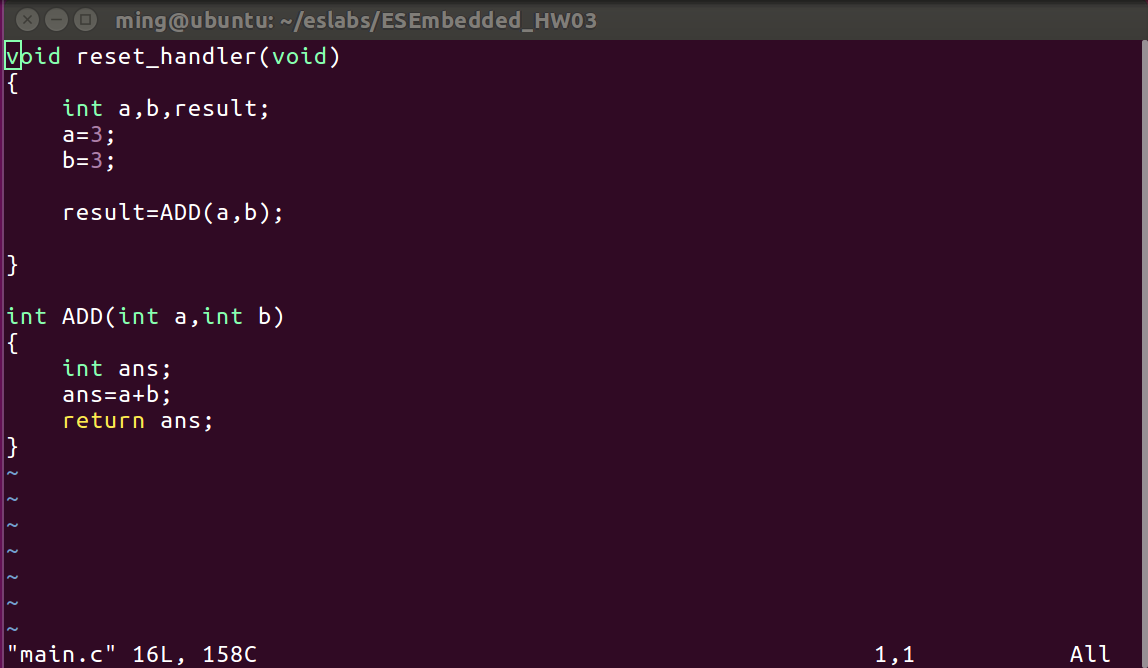 ming@ubuntu: ~/eslabs/ESEmbedded_HW03
void reset_handler(void)
{
    int a,b,result;
    a=3;
    b=3;

    result=ADD(a,b);

}

int ADD(int a,int b)
{
    int ans;
    ans=a+b;
    return ans;
}
~
~
~
~
~
~
~
"main.c" 16L, 158C 1,1 All